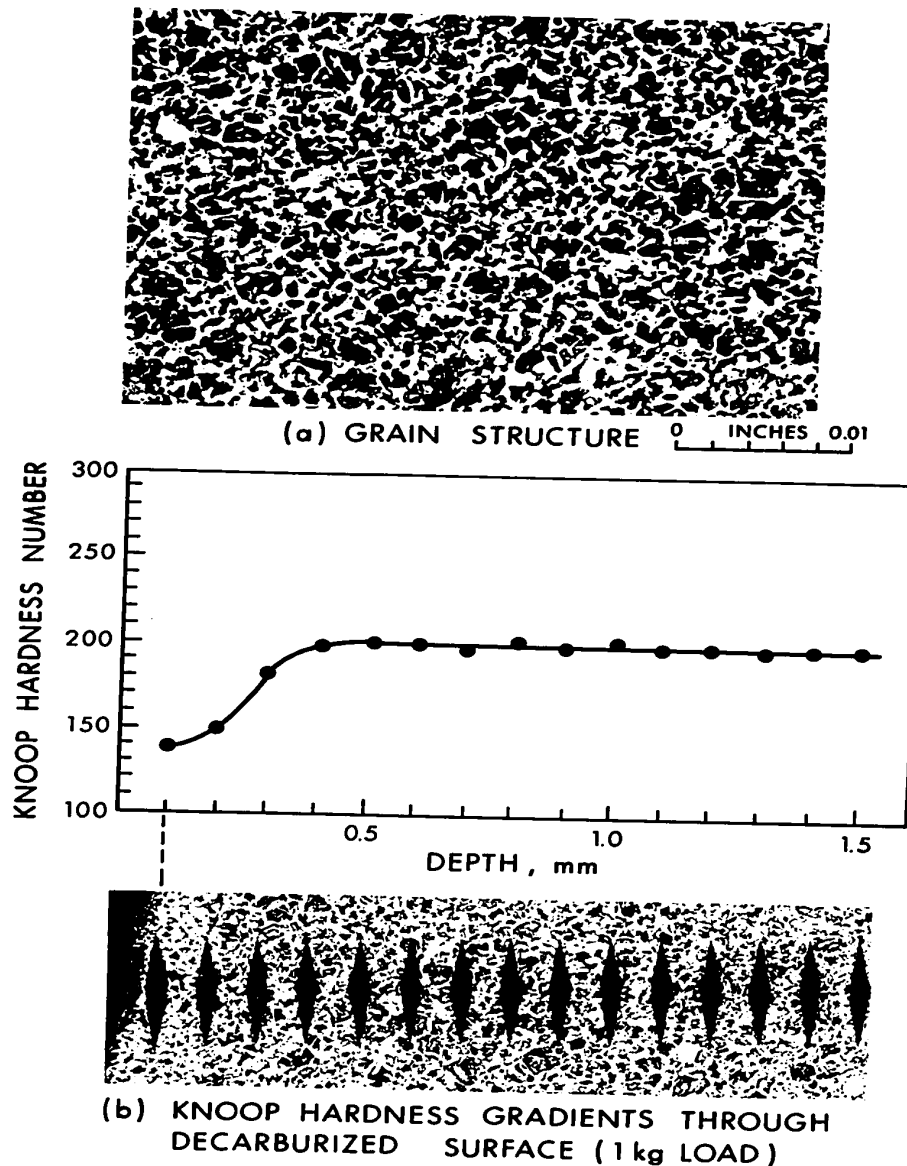 (a) GRAIN STRUCTURE
0 INCHES 0.01
KNOOP HARDNESS NUMBER
300
250
200
150
100
0.5 1.0 1.5
DEPTH, mm
(b) KNOOP HARDNESS GRADIENTS THROUGH
DECARBURIZED SURFACE (1 kg LOAD)